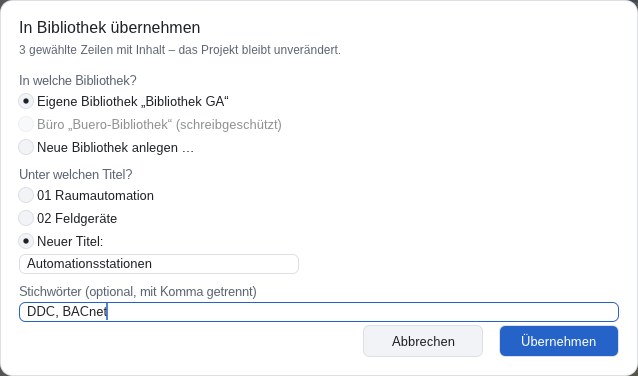 In Bibliothek übernehmen
3 gewählte Zeilen mit Inhalt – das Projekt bleibt unverändert.
In welche Bibliothek?
Eigene Bibliothek „Bibliothek GA“
Büro „Buero-Bibliothek“ (schreibgeschützt)
Neue Bibliothek anlegen …
Unter welchen Titel?
01 Raumautomation
02 Feldgeräte
Neuer Titel:
Automationsstationen
Stichwörter (optional, mit Komma getrennt)
DDC, BACnet
Abbrechen Übernehmen